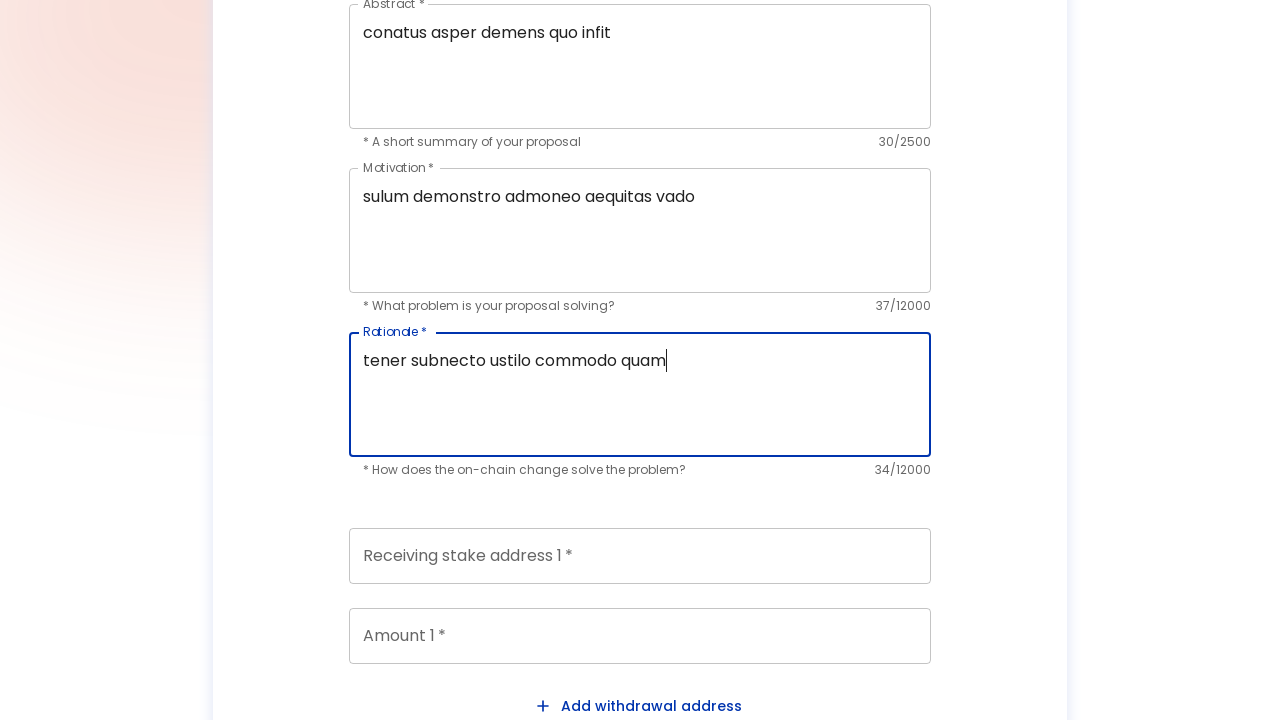 Abstract *
conatus asper demens quo infit
* A short summary of your proposal 30/2500
Motivation *
sulum demonstro admoneo aequitas vado
* What problem is your proposal solving? 37/12000
Rationale *
tener subnecto ustilo commodo quam
* How does the on-chain change solve the problem? 34/12000
Receiving stake address 1 *
Amount 1 *
+ Add withdrawal address